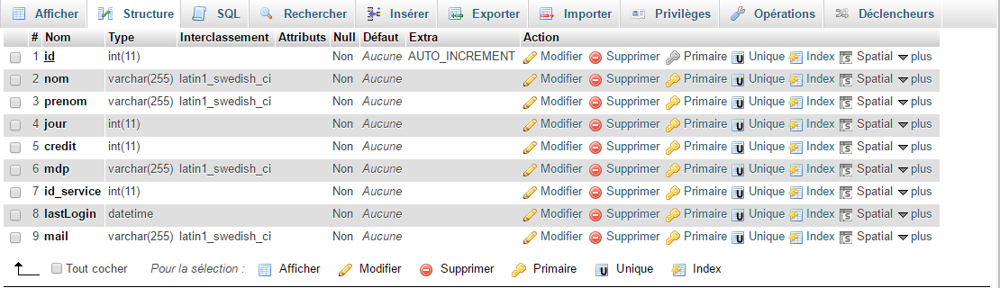 Afficher Structure SQL Rechercher Insérer Exporter Importer Privilèges Opérations Déclencheurs
# Nom Type Interclassement Attributs Null Défaut Extra Action
1 id int(11) Non Aucune AUTO_INCREMENT Modifier Supprimer Primaire Unique Index Spatial plus
2 nom varchar(255) latin1_swedish_ci Non Aucune Modifier Supprimer Primaire Unique Index Spatial plus
3 prenom varchar(255) latin1_swedish_ci Non Aucune Modifier Supprimer Primaire Unique Index Spatial plus
4 jour int(11) Non Aucune Modifier Supprimer Primaire Unique Index Spatial plus
5 credit int(11) Non Aucune Modifier Supprimer Primaire Unique Index Spatial plus
6 mdp varchar(255) latin1_swedish_ci Non Aucune Modifier Supprimer Primaire Unique Index Spatial plus
7 id_service int(11) Non Aucune Modifier Supprimer Primaire Unique Index Spatial plus
8 lastLogin datetime Non Aucune Modifier Supprimer Primaire Unique Index Spatial plus
9 mail varchar(255) latin1_swedish_ci Non Aucune Modifier Supprimer Primaire Unique Index Spatial plus
Tout cocher Pour la sélection : Afficher Modifier Supprimer Primaire Unique Index